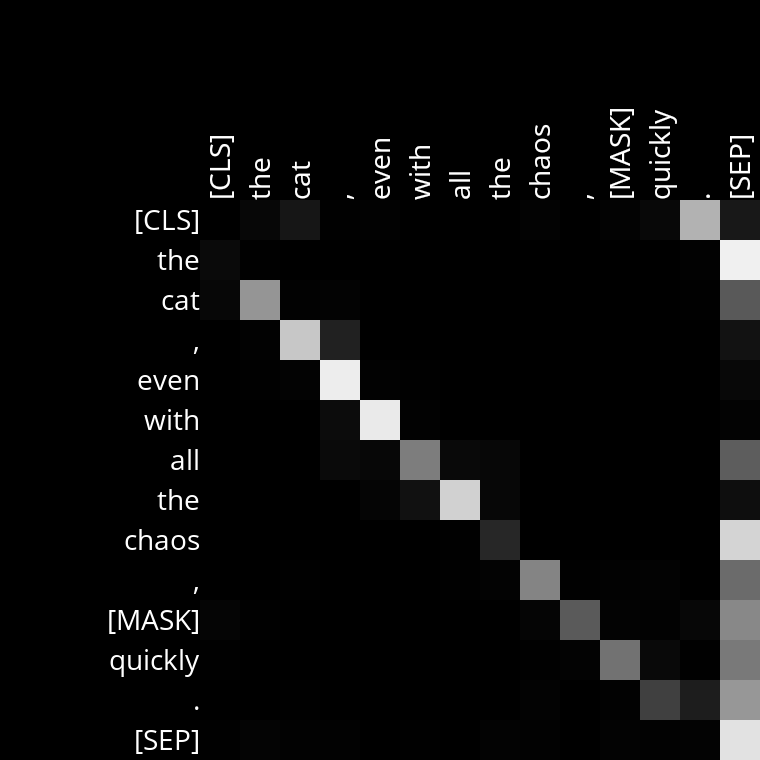 [CLS] the cat , even with all the chaos , [MASK] quickly . [SEP]
[CLS]
the
cat
,
even
with
all
the
chaos
,
[MASK]
quickly
.
[SEP]